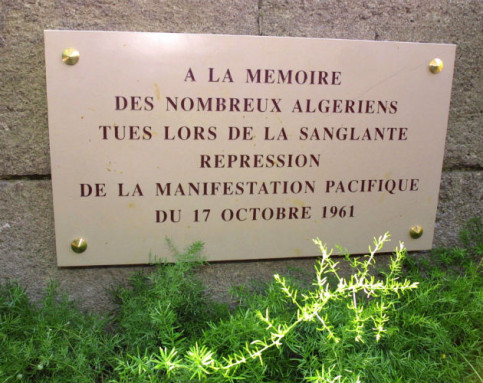 A LA MEMOIRE
DES NOMBREUX ALGERIENS
TUES LORS DE LA SANGLANTE
REPRESSION
DE LA MANIFESTATION PACIFIQUE
DU 17 OCTOBRE 1961